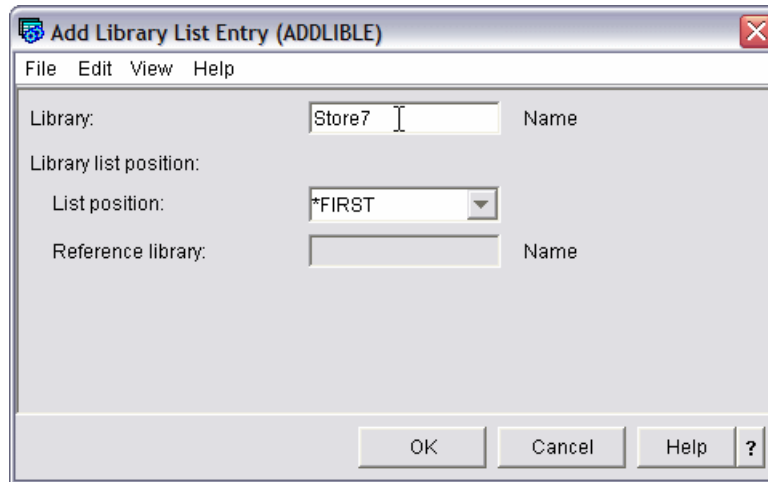 Add Library List Entry (ADDLIBLE)
File Edit View Help
Library: Store7 Name
Library list position:
List position: *FIRST
Reference library: Name
OK Cancel Help ?